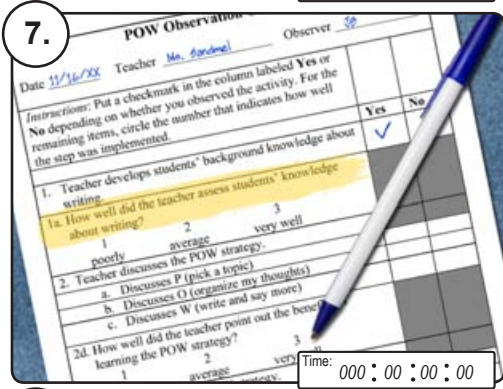 7.
POW Observation
Date 11/16/XX Teacher Ms. Sandmel Observer JS
Instructions: Put a checkmark in the column labeled Yes or
No depending on whether you observed the activity. For the
remaining items, circle the number that indicates how well
the step was implemented.
Yes No
1. Teacher develops students' background knowledge about
writing.
✓
1a. How well did the teacher assess students' knowledge
about writing?
1 2 3
poorly average very well
2. Teacher discusses the POW strategy.
a. Discusses P (pick a topic)
b. Discusses O (organize my thoughts)
c. Discusses W (write and say more)
2d. How well did the teacher point out the
learning the POW strategy?
1 2 3
average very
Time: 000 : 00 : 00 : 00